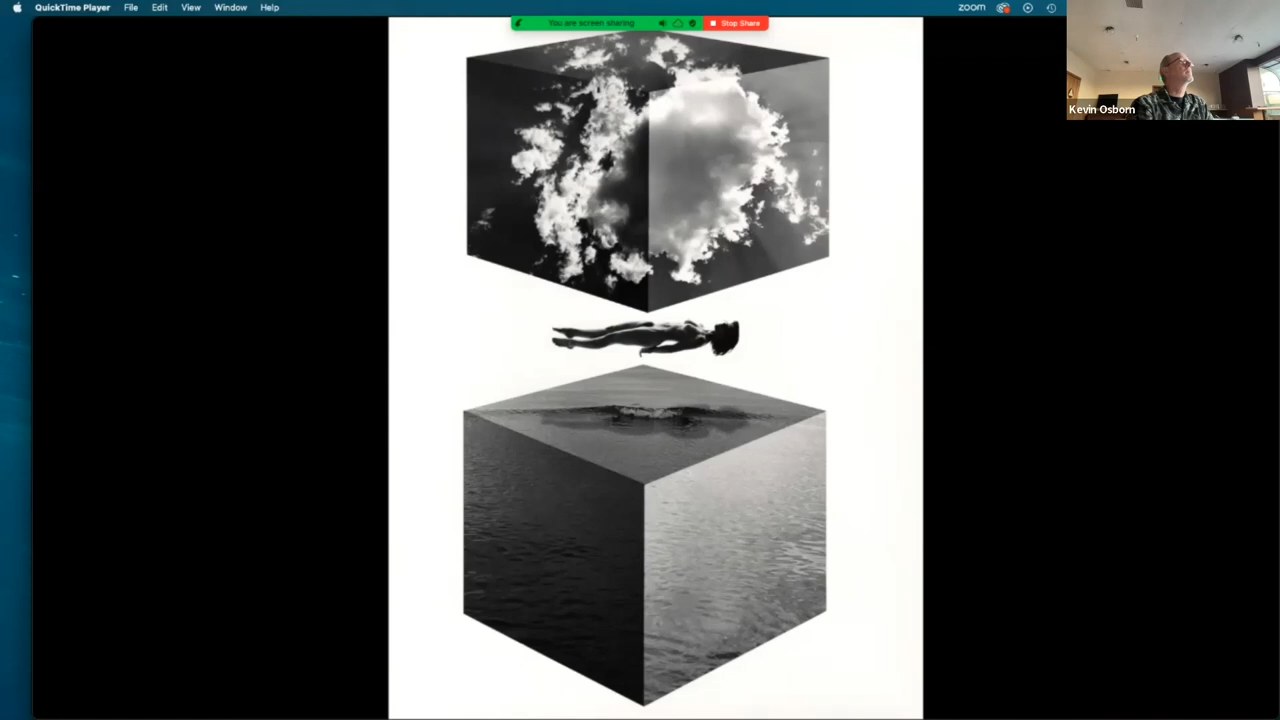 QuickTime Player File Edit View Window Help
zoom
You are screen sharing Stop Share
Kevin Osborn